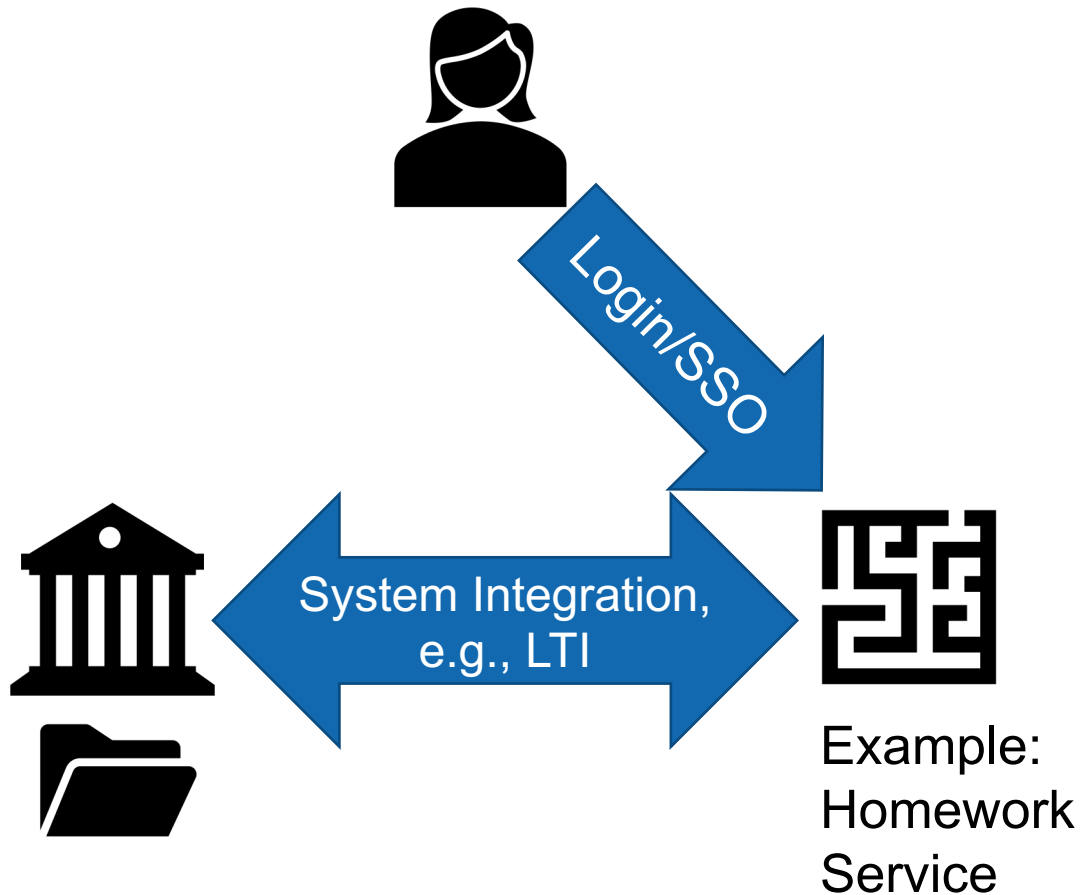 Login/SSO
System Integration,
e.g., LTI
Example:
Homework
Service